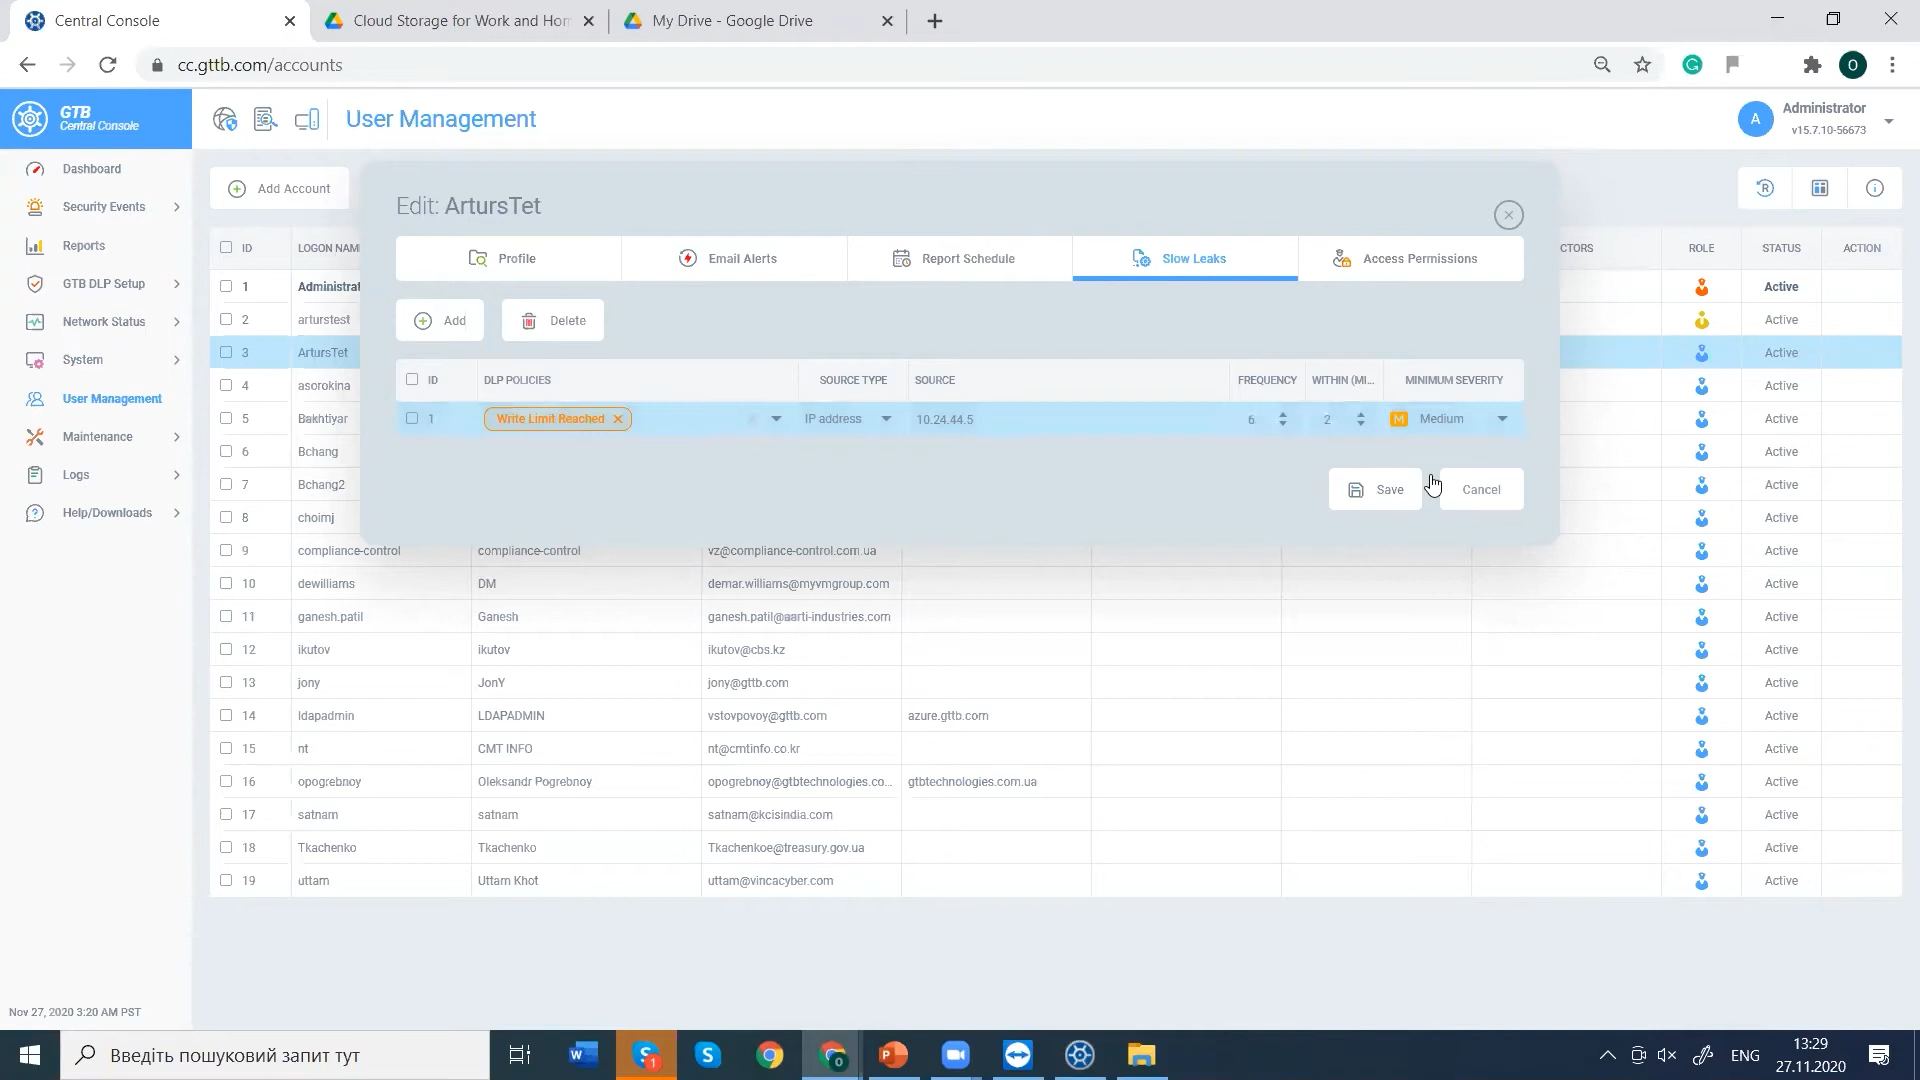 Central Console
Cloud Storage for Work and Hom
My Drive - Google Drive
cc.gttb.com/accounts
O
GTB
Central Console
User Management
A
Administrator
v15.7.10-56673
Dashboard
Security Events
Reports
GTB DLP Setup
Network Status
System
User Management
Maintenance
Logs
Help/Downloads
Nov 27, 2020 3:20 AM PST
Add Account
Edit: ArtursTet
Profile
Email Alerts
Report Schedule
Slow Leaks
Access Permissions
Add
Delete
ID DLP POLICIES SOURCE TYPE SOURCE FREQUENCY WITHIN (MI... MINIMUM SEVERITY
1 Write Limit Reached IP address 10.24.44.5 6 2 M Medium
Save
Cancel
ID LOGON NAM CTORS ROLE STATUS ACTION
1 Administrat Active
2 arturstest Active
3 ArtursTet Active
4 asorokina Active
5 Bakhtiyar Active
6 Bchang Active
7 Bchang2 Active
8 choimj Active
9 compliance-control compliance-control vz@compliance-control.com.ua Active
10 dewilliams DM demar.williams@myvmgroup.com Active
11 ganesh.patil Ganesh ganesh.patil@aarti-industries.com Active
12 ikutov ikutov ikutov@cbs.kz Active
13 jony JonY jony@gttb.com Active
14 ldapadmin LDAPADMIN vstovpovoy@gttb.com azure.gttb.com Active
15 nt CMT INFO nt@cmtinfo.co.kr Active
16 opogrebnoy Oleksandr Pogrebnoy opogrebnoy@gtbtechnologies.co... gtbtechnologies.com.ua Active
17 satnam satnam satnam@kcisindia.com Active
18 Tkachenko Tkachenko Tkachenkoe@treasury.gov.ua Active
19 uttam Uttam Khot uttam@vincacyber.com Active
Введіть пошуковий запит тут
ENG
13:29
27.11.2020